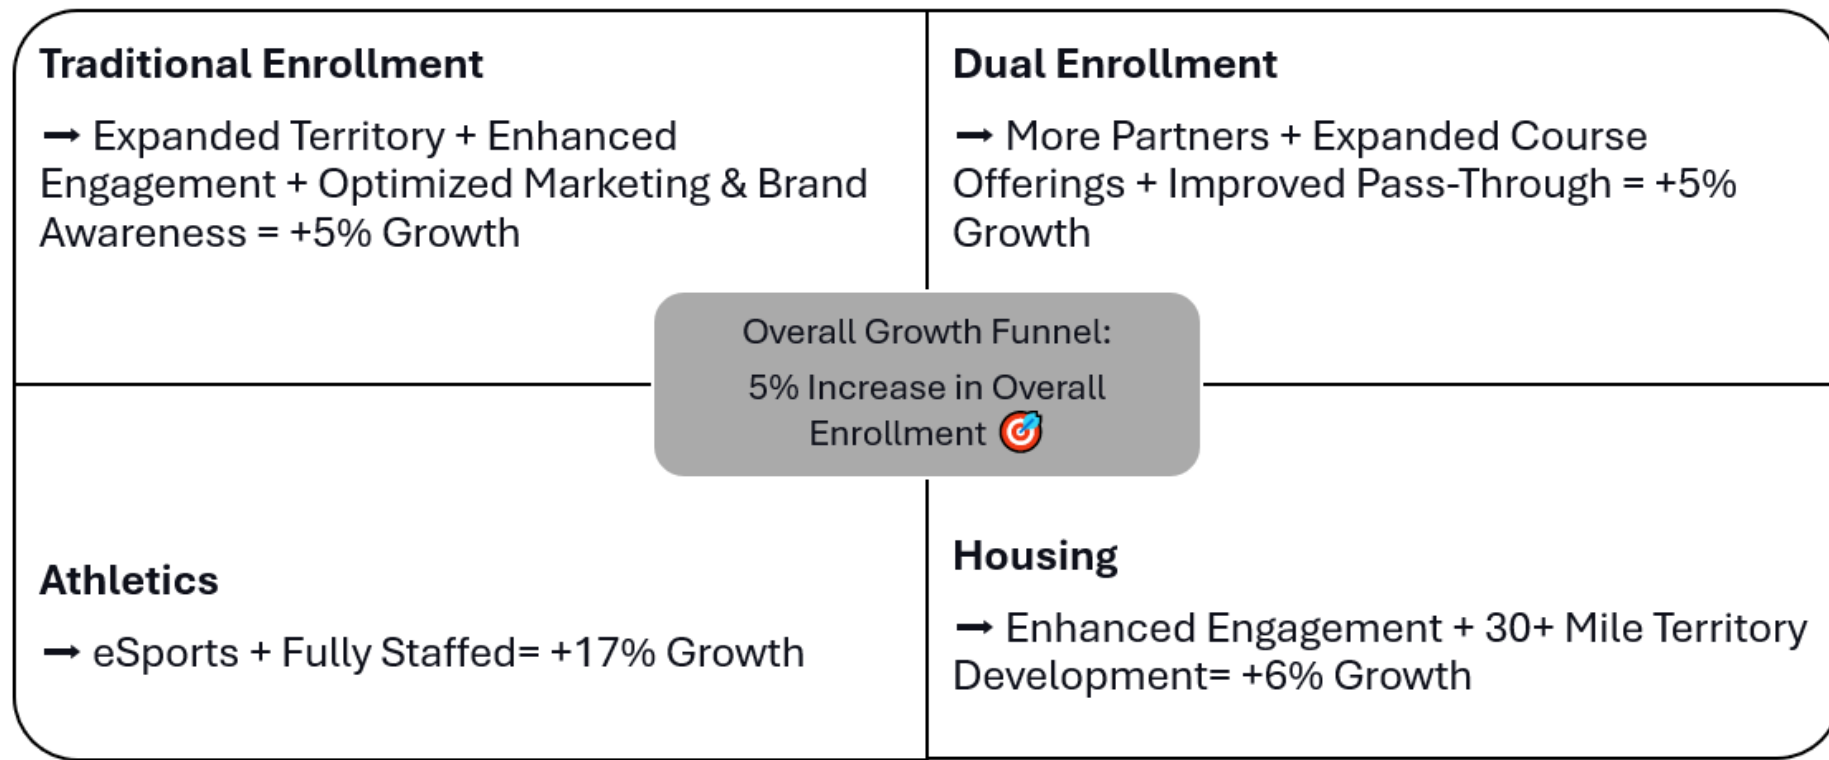 Traditional Enrollment
➞ Expanded Territory + Enhanced
Engagement + Optimized Marketing & Brand
Awareness = +5% Growth
Dual Enrollment
➞ More Partners + Expanded Course
Offerings + Improved Pass-Through = +5%
Growth
Overall Growth Funnel:
5% Increase in Overall
Enrollment 🎯
Athletics
➞ eSports + Fully Staffed= +17% Growth
Housing
➞ Enhanced Engagement + 30+ Mile Territory
Development= +6% Growth